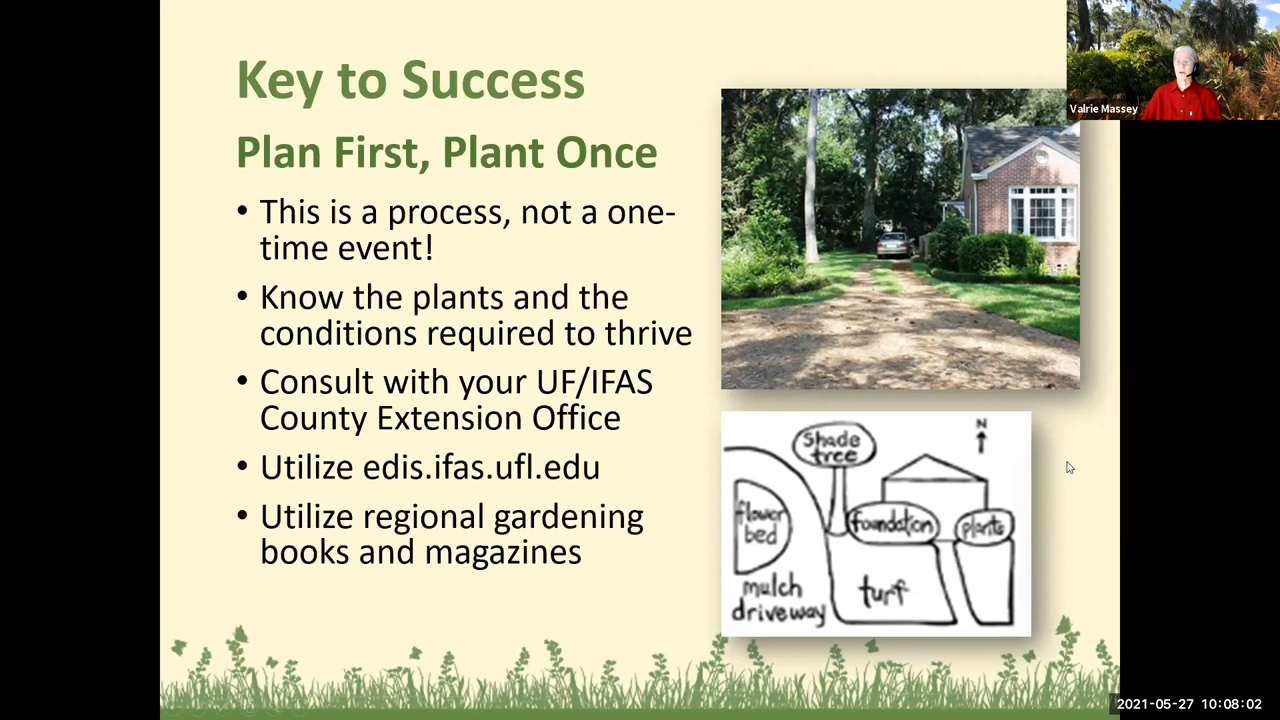 Key to Success
Plan First, Plant Once
• This is a process, not a one-
time event!
• Know the plants and the
conditions required to thrive
• Consult with your UF/IFAS
County Extension Office
• Utilize edis.ifas.ufl.edu
• Utilize regional gardening
books and magazines
Valrie Massey
N
Shade
tree
flower
bed
foundation
plants
mulch
driveway
turf
2021-05-27 10:08:02